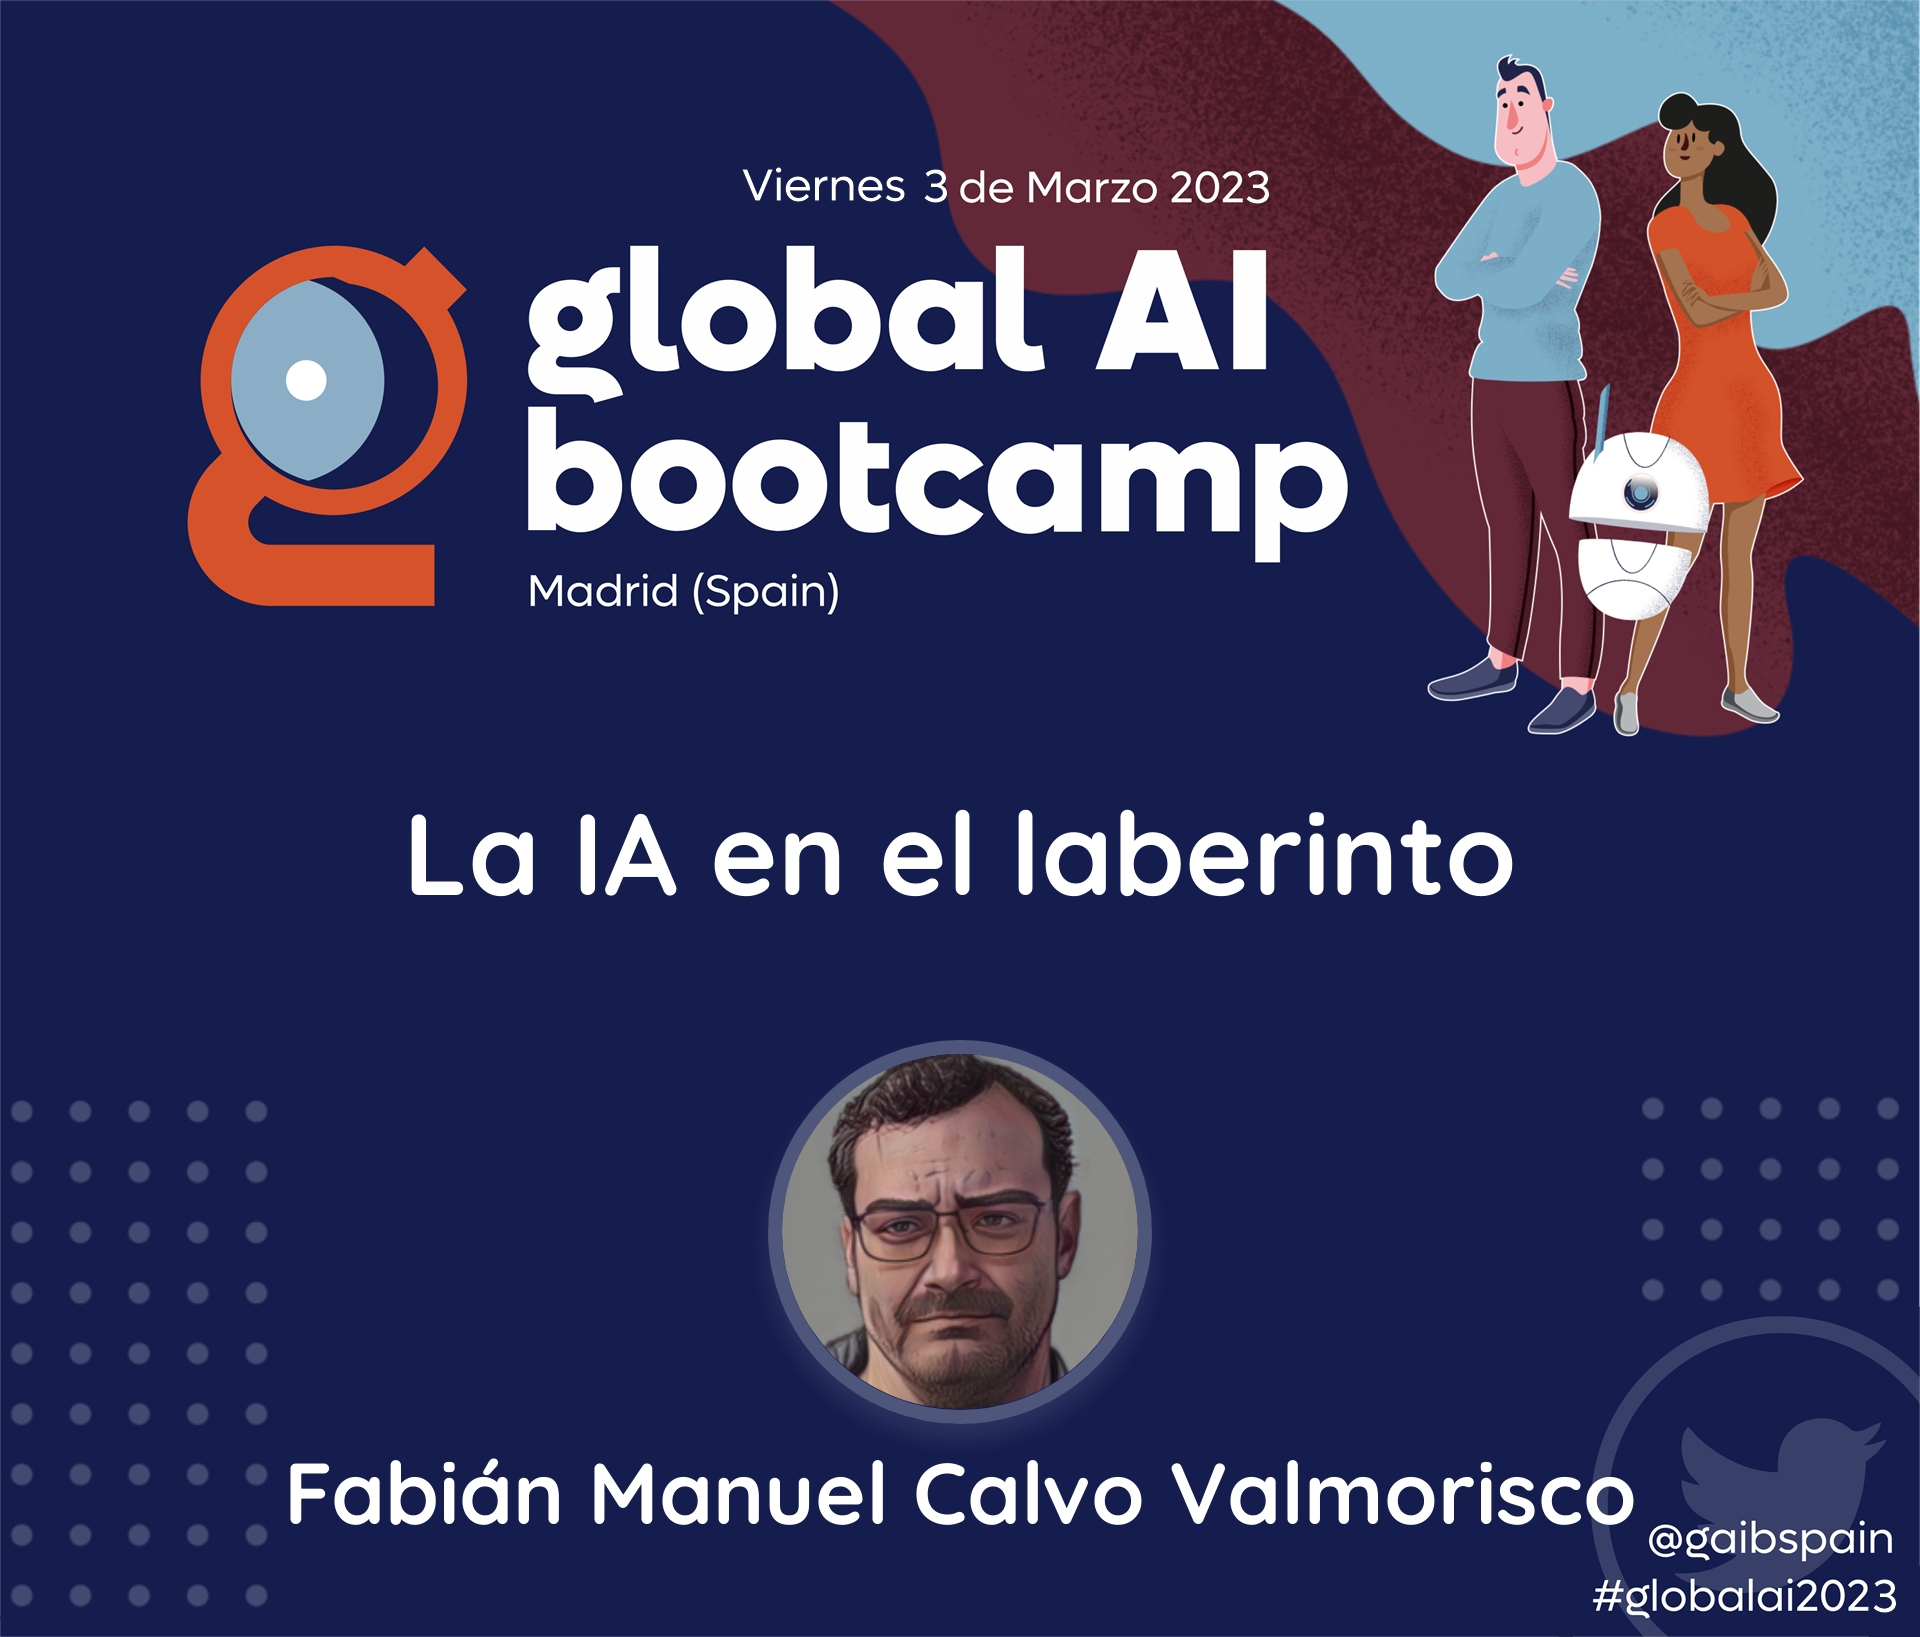 Viernes 3 de Marzo 2023
global AI
bootcamp
Madrid (Spain)
La IA en el laberinto
Fabián Manuel Calvo Valmorisco
@gaibspain
#globalai2023